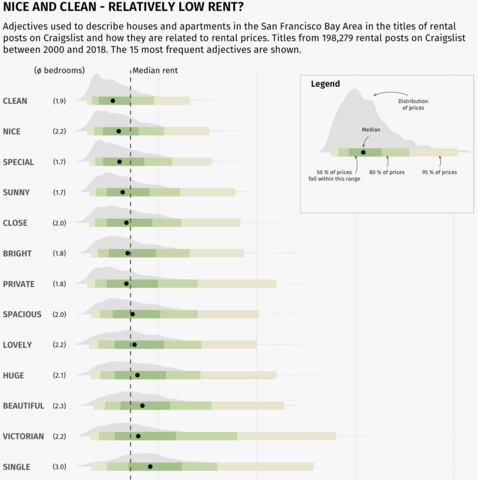 NICE AND CLEAN - RELATIVELY LOW RENT?
Adjectives used to describe houses and apartments in the San Francisco Bay Area in the titles of rental
posts on Craigslist and how they are related to rental prices. Titles from 198,279 rental posts on Craigslist
between 2000 and 2018. The 15 most frequent adjectives are shown.
(ø bedrooms) Median rent
Legend
Distribution
of prices
Median
50 % of prices
fall within this range
80 % of prices
95 % of prices
CLEAN (1.9)
NICE (2.2)
SPECIAL (1.7)
SUNNY (1.7)
CLOSE (2.0)
BRIGHT (1.8)
PRIVATE (1.8)
SPACIOUS (2.0)
LOVELY (2.2)
HUGE (2.1)
BEAUTIFUL (2.3)
VICTORIAN (2.2)
SINGLE (3.0)